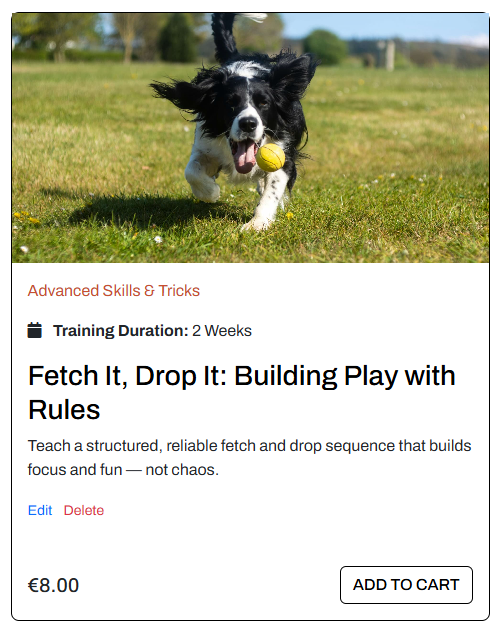 Advanced Skills & Tricks
Training Duration: 2 Weeks
Fetch It, Drop It: Building Play with
Rules
Teach a structured, reliable fetch and drop sequence that builds
focus and fun — not chaos.
Edit Delete
€8.00 ADD TO CART